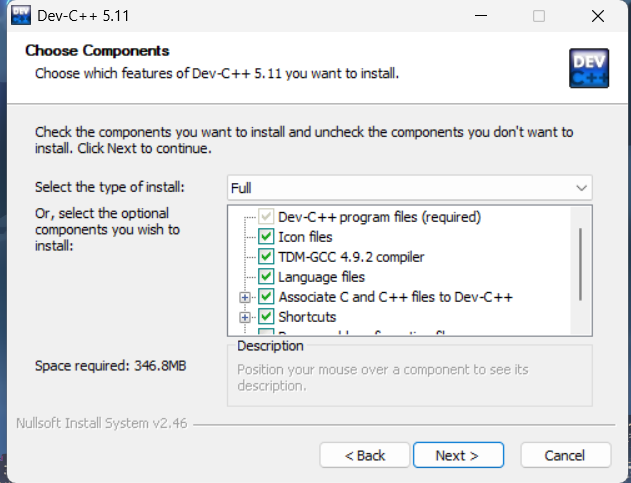 Dev-C++ 5.11
Choose Components
Choose which features of Dev-C++ 5.11 you want to install.
DEV
C++
Check the components you want to install and uncheck the components you don't want to
install. Click Next to continue.
Select the type of install:
Full
Or, select the optional
components you wish to
install:
Dev-C++ program files (required)
Icon files
TDM-GCC 4.9.2 compiler
Language files
Associate C and C++ files to Dev-C++
Shortcuts
Space required: 346.8MB
Description
Position your mouse over a component to see its
description.
Nullsoft Install System v2.46
< Back
Next >
Cancel